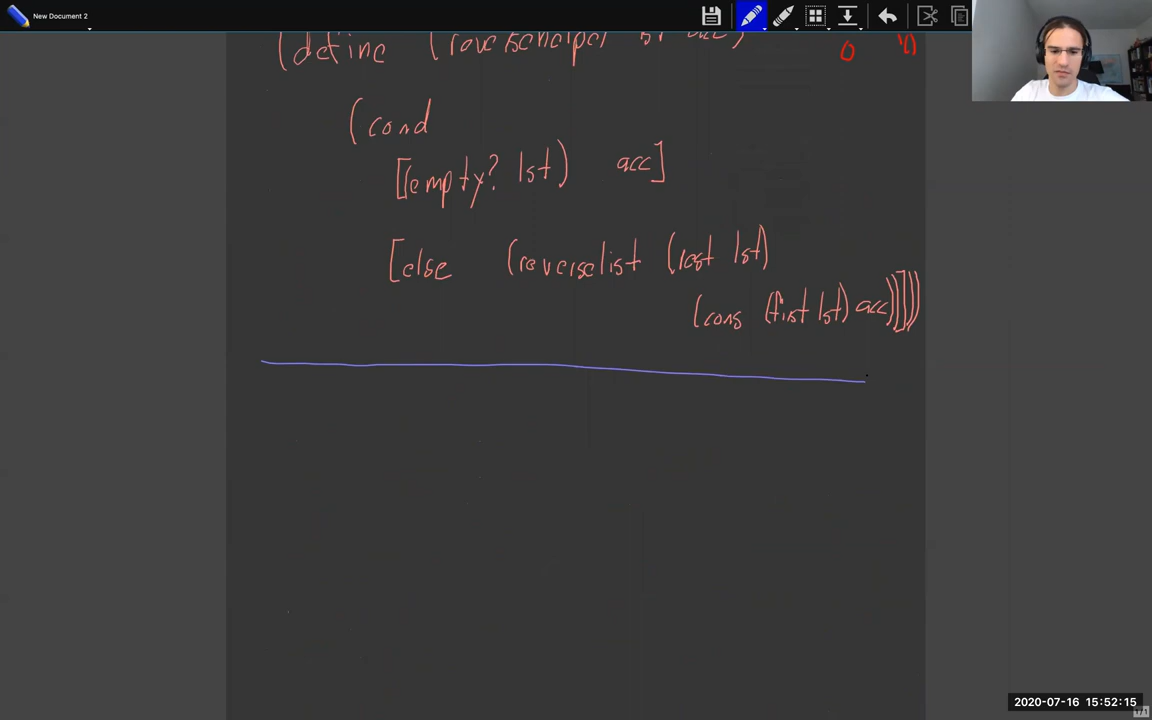 New Document 2
(define (reversehelper lst acc)
0 '()
(cond
[(empty? lst) acc]
[else (reverselist (rest lst)
(cons (first lst) acc))])))
2020-07-16 15:52:15